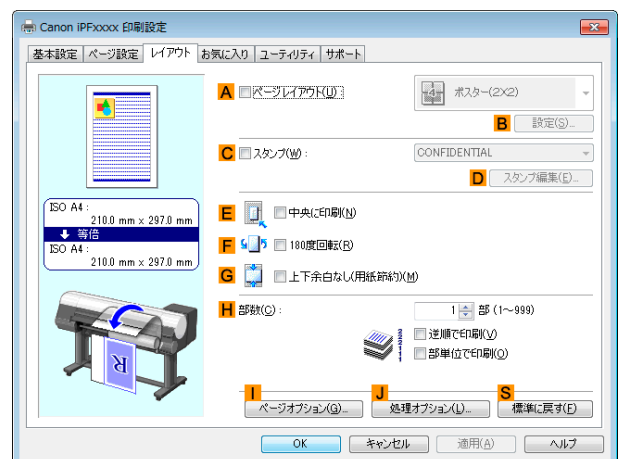 Canon iPFxxxx 印刷設定
基本設定 ページ設定 レイアウト お気に入り ユーティリティ サポート
A ページレイアウト(U): ポスター(2×2)
B 設定(S)...
C スタンプ(W): CONFIDENTIAL
D スタンプ編集(E)...
ISO A4:
210.0 mm x 297.0 mm
等倍
ISO A4:
210.0 mm x 297.0 mm
E 中央に印刷(N)
F 180度回転(R)
G 上下余白なし(用紙節約)(M)
H 部数(C): 1 部 (1~999)
逆順で印刷(V)
部単位で印刷(O)
I ページオプション(G)...
J 処理オプション(L)...
S 標準に戻す(F)
OK キャンセル 適用(A) ヘルプ